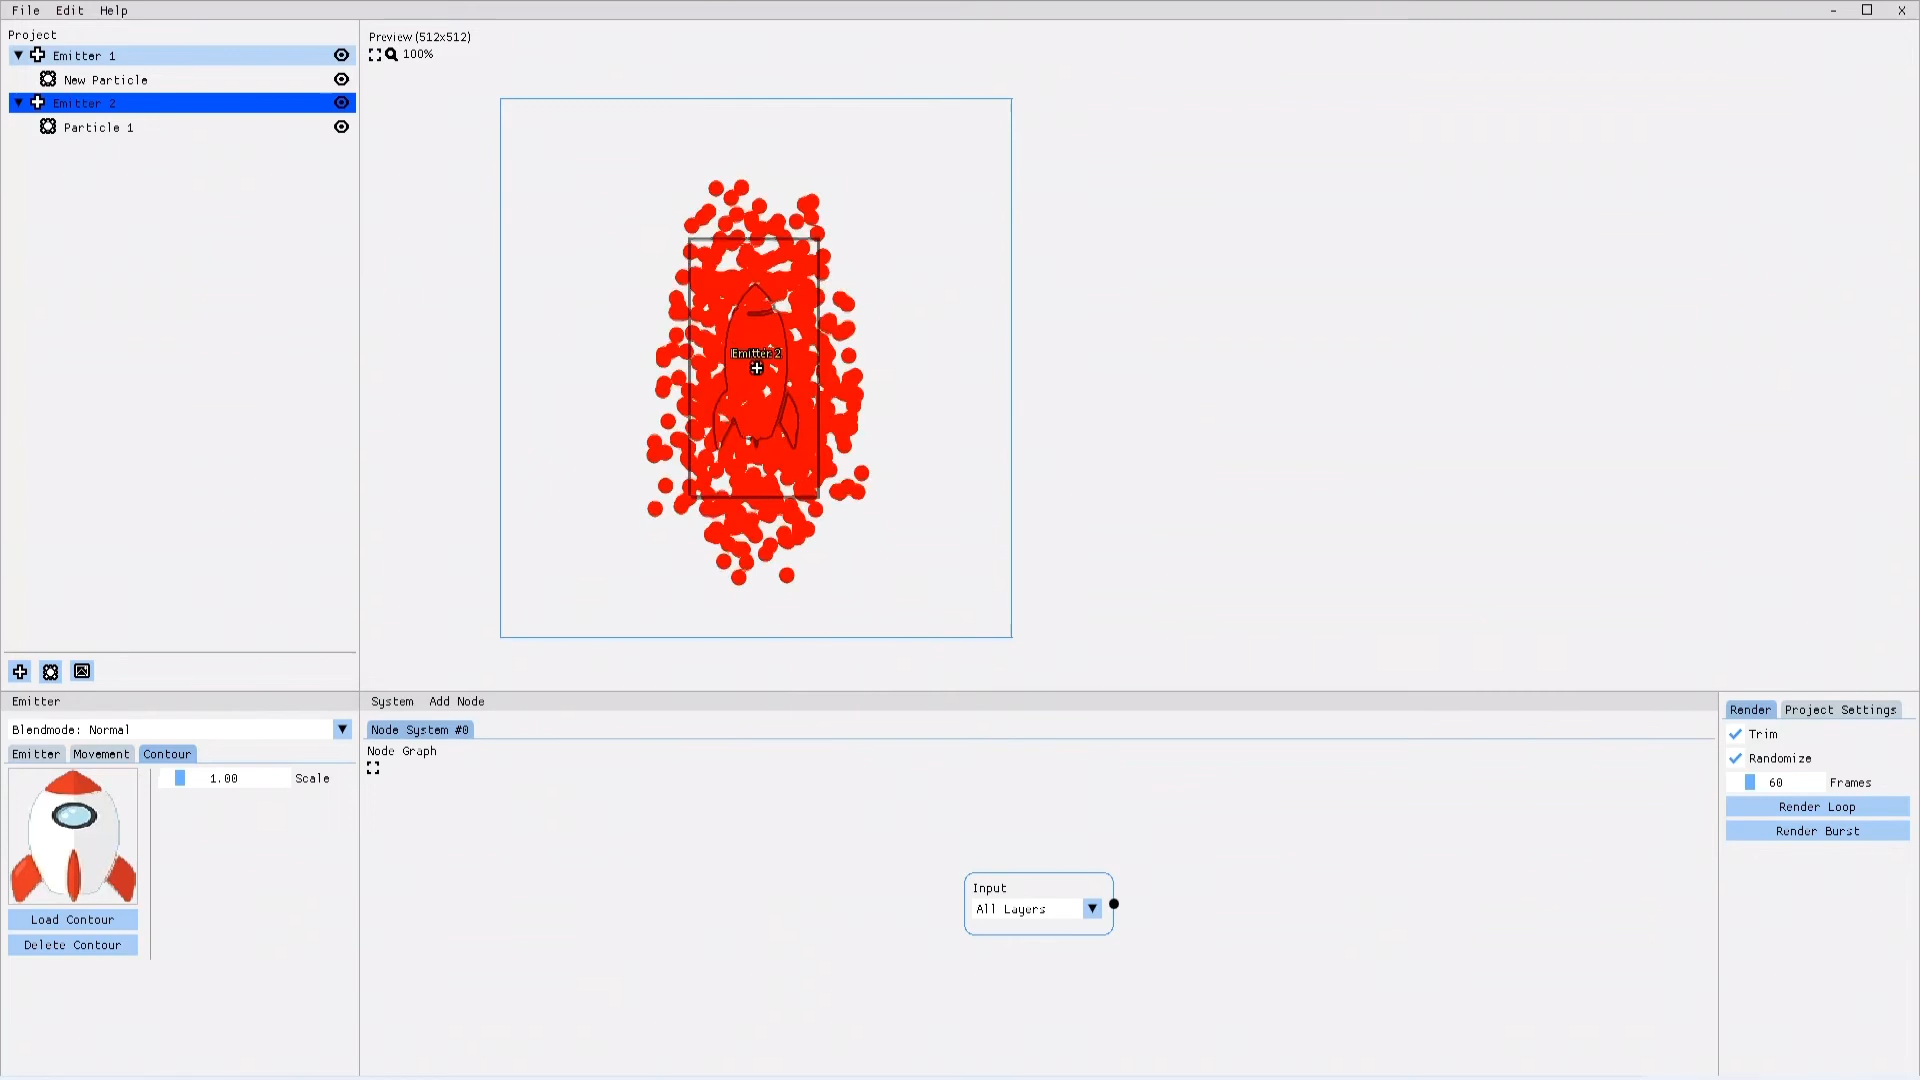 File Edit Help
Project
Emitter 1
New Particle
Emitter 2
Particle 1
Preview (512x512)
100%
Emitter 2
Emitter
Blendmode: Normal
Emitter Movement Contour
1.00 Scale
Load Contour
Delete Contour
System Add Node
Node System #0
Node Graph
Input
All Layers
Render Project Settings
Trim
Randomize
60 Frames
Render Loop
Render Burst